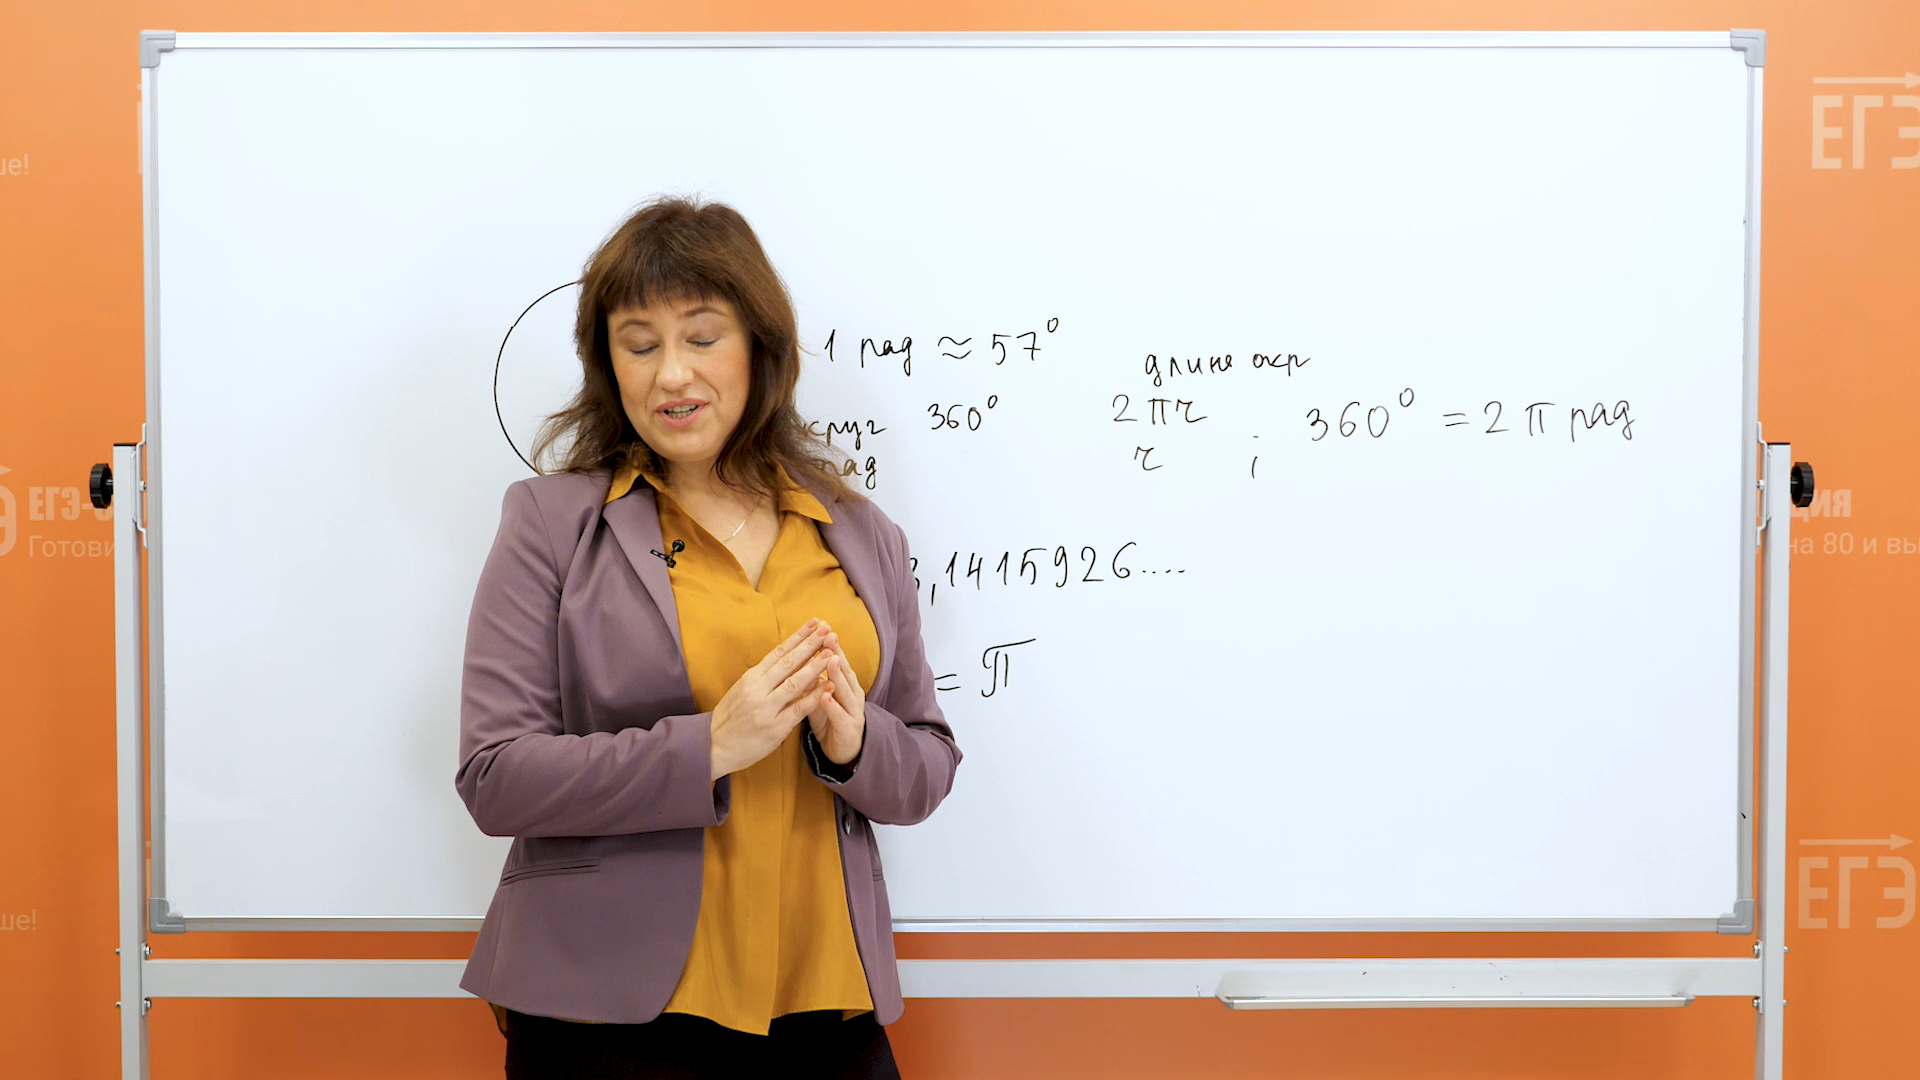 1 рад ≈ 57°
круг 360°
рад
длина окр
2πr
r ; 360° = 2π рад
3,1415926....
= π
ЕГЭ
ЕГЭ
ше!
ЕГЭ-
Готови
ция
на 80 и вы
ше!